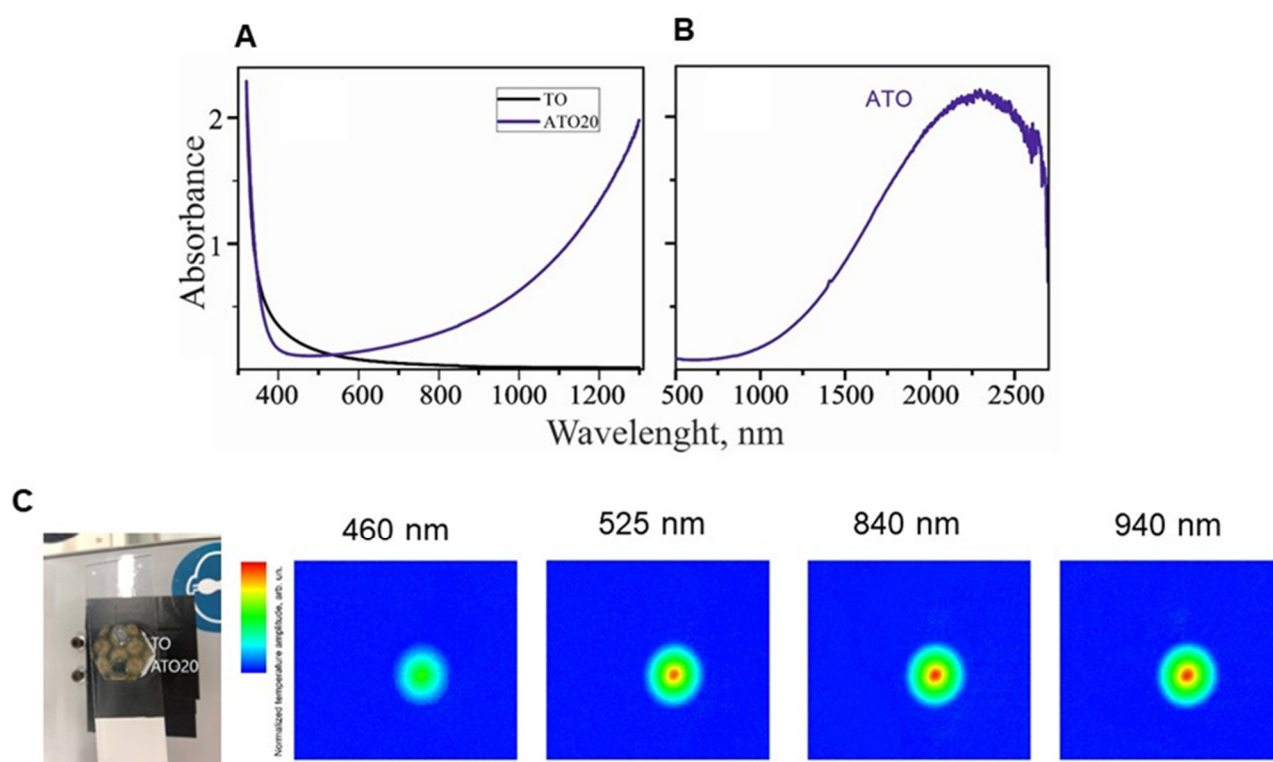 A
B
TO
ATO20
ATO
2
1
Absorbance
400 600 800 1000 1200
500 1000 1500 2000 2500
Wavelenght, nm
C
460 nm
525 nm
840 nm
940 nm
Normalized temperature amplitude, arb. un.
TO
ATO20